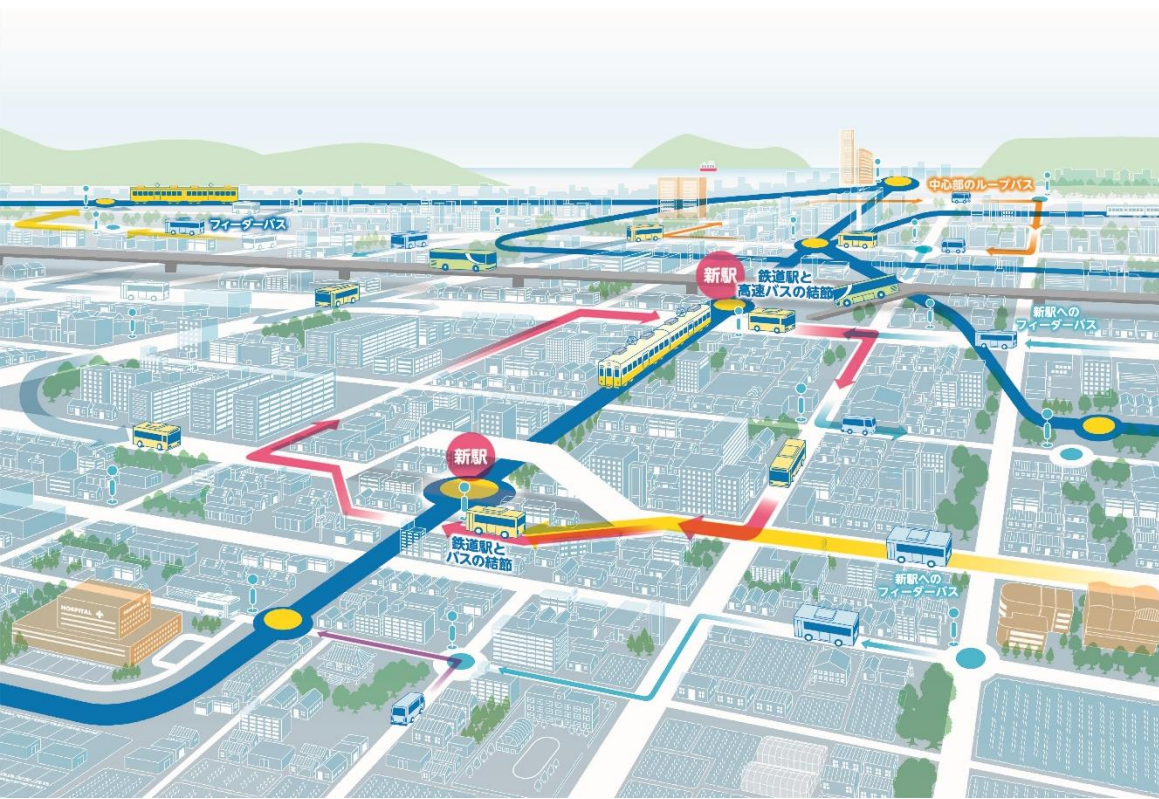 中心部のループバス
フィーダーバス
新駅
鉄道駅と
高速バスの結節
新駅への
フィーダーバス
新駅
鉄道駅と
バスの結節
新駅への
フィーダーバス
HOSPITAL